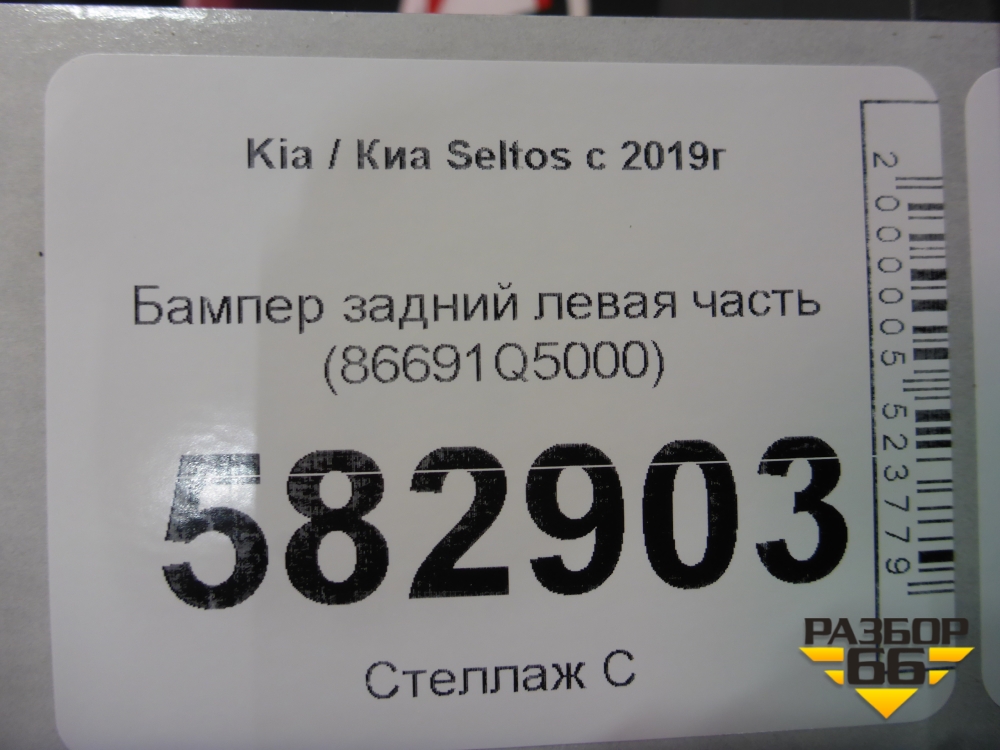 Kia / Киа Seltos с 2019г
Бампер задний левая часть
(86691Q5000)
582903
Стеллаж С
2000005523779
РАЗБОР
66